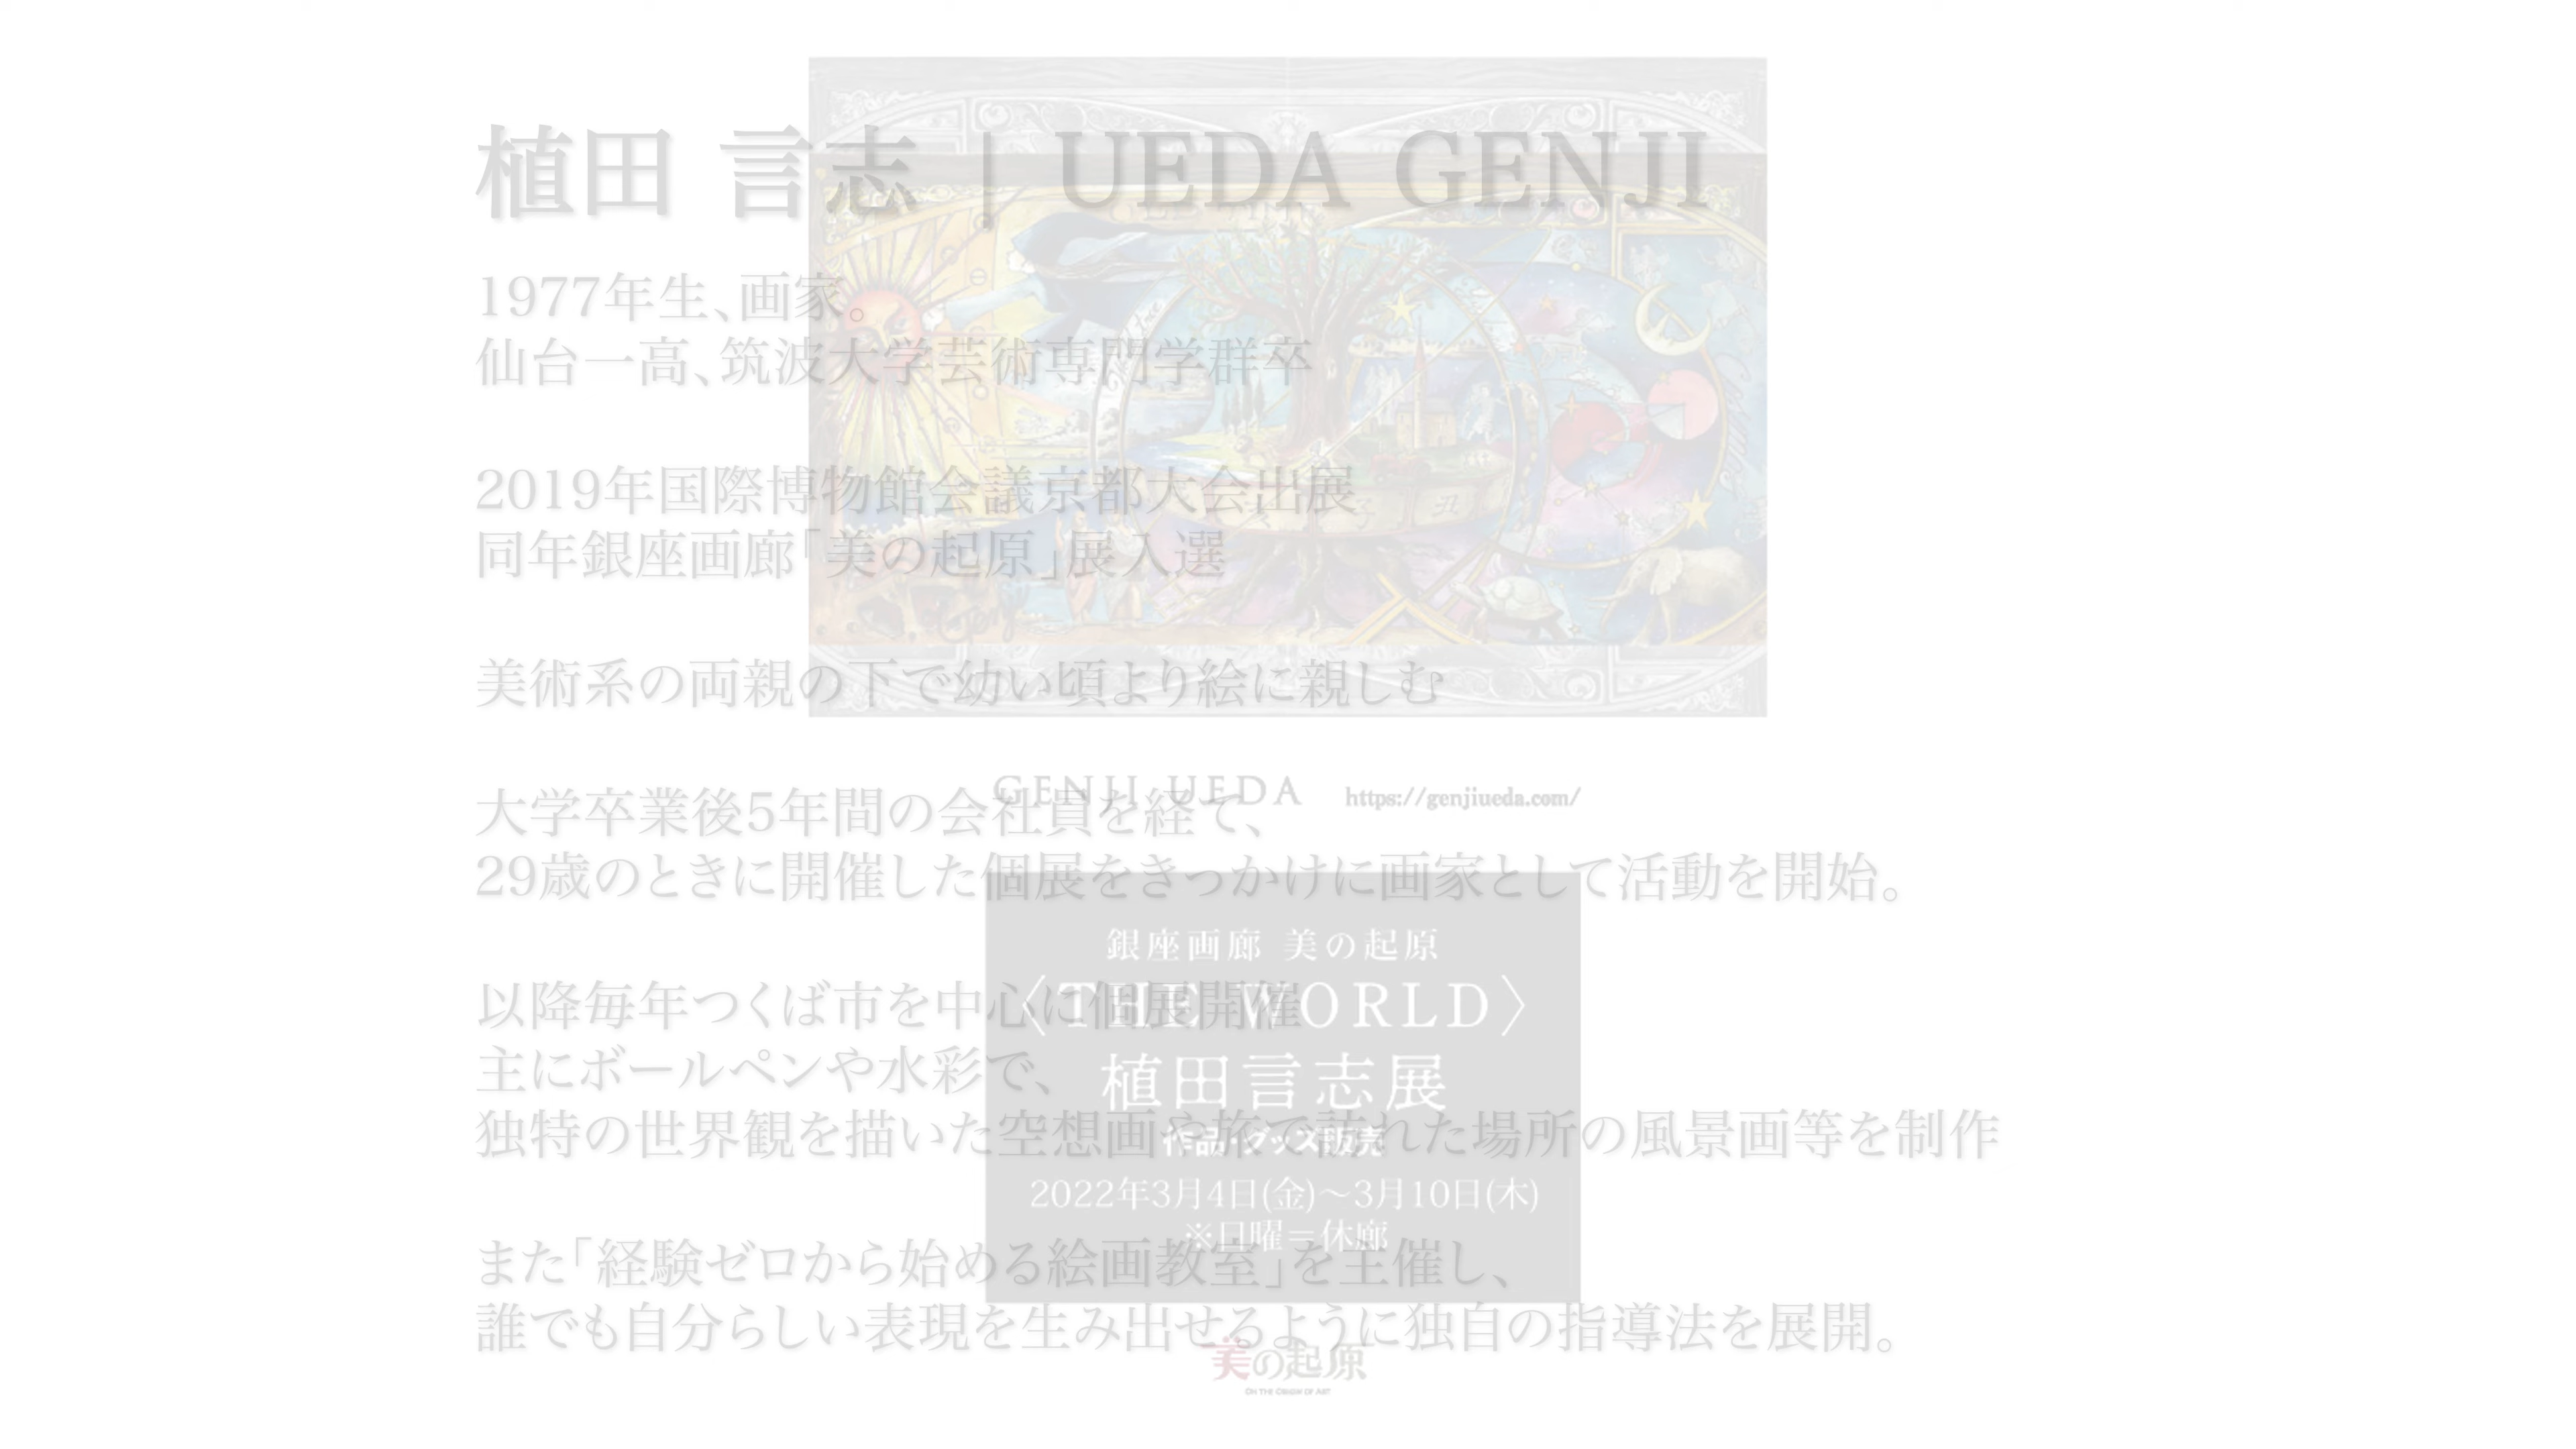 植田 言志 | UEDA GENJI
1977年生、画家。
仙台一高、筑波大学芸術専門学群卒
2019年国際博物館会議京都大会出展
同年銀座画廊「美の起原」展入選
美術系の両親の下で幼い頃より絵に親しむ
大学卒業後5年間の会社員を経て、
29歳のときに開催した個展をきっかけに画家として活動を開始。
以降毎年つくば市を中心に個展開催
主にボールペンや水彩で、
独特の世界観を描いた空想画や旅で訪れた場所の風景画等を制作
また「経験ゼロから始める絵画教室」を主催し、
誰でも自分らしい表現を生み出せるように独自の指導法を展開。
子 丑
GENJI UEDA https://genjiueda.com/
銀座画廊 美の起原
〈THE WORLD〉
植田言志展
作品・グッズ販売
2022年3月4日(金)〜3月10日(木)
※日曜＝休廊
美の起原
ON THE ORIGIN OF ART